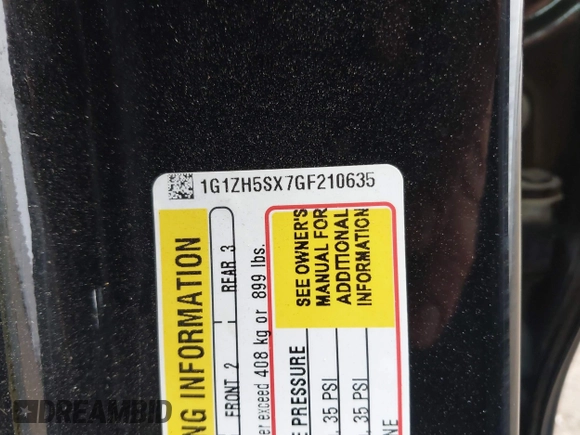 1G1ZH5SX7GF210635
NG INFORMATION
FRONT 2 | REAR 3
er exceed 408 kg or 899 lbs.
SEE OWNER'S
MANUAL FOR
ADDITIONAL
INFORMATION
E PRESSURE
, 35 PSI
, 35 PSI
NE
DREAMBID